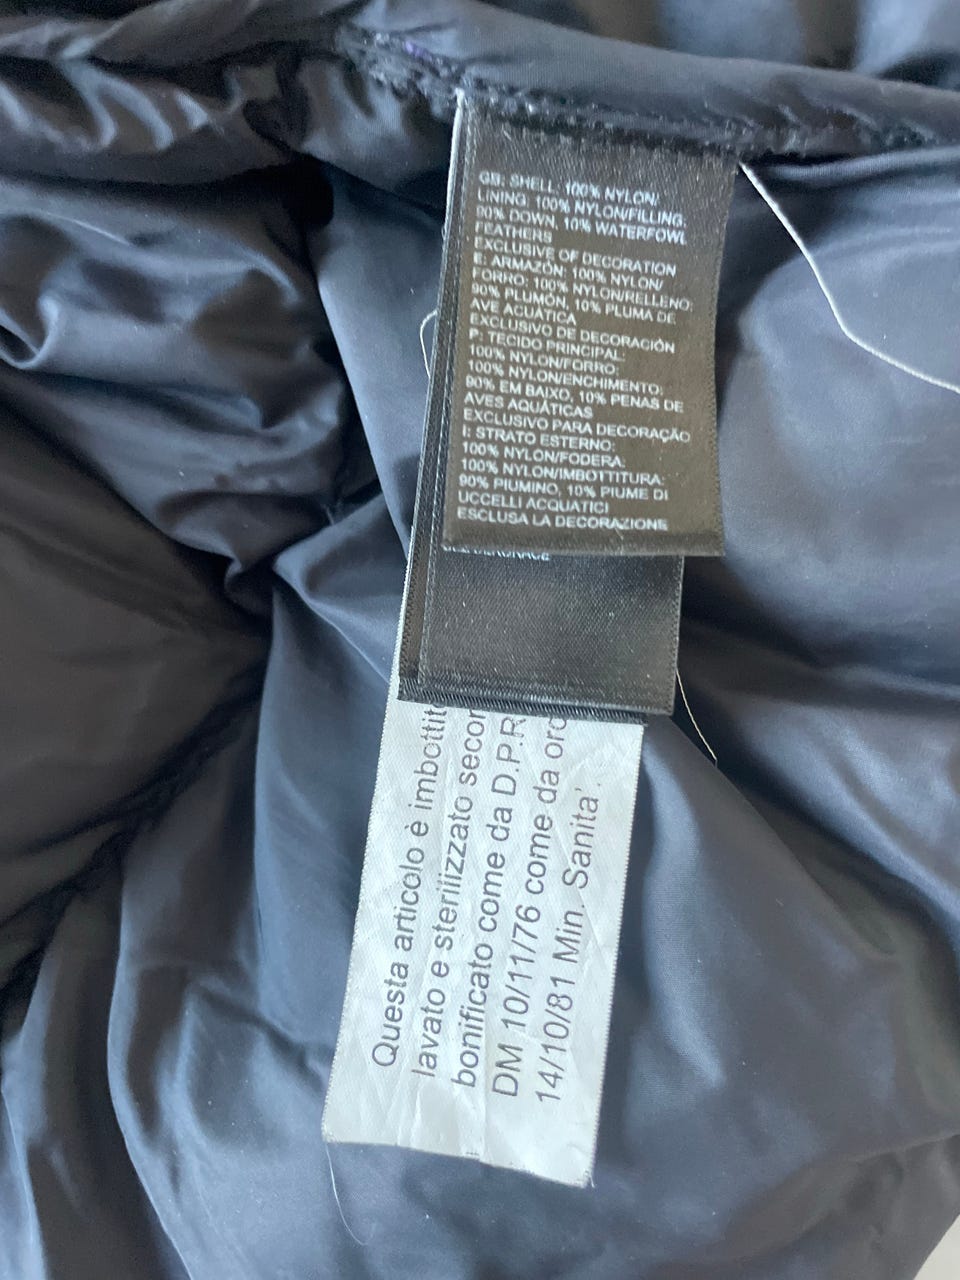 GB: SHELL: 100% NYLON/
LINING: 100% NYLON/FILLING:
90% DOWN, 10% WATERFOWL
FEATHERS
EXCLUSIVE OF DECORATION
E: ARMAZÓN: 100% NYLON/
FORRO: 100% NYLON/RELLENO:
90% PLUMÓN, 10% PLUMA DE
AVE ACUÁTICA
EXCLUSIVO DE DECORACIÓN
P: TECIDO PRINCIPAL:
100% NYLON/FORRO:
100% NYLON/ENCHIMENTO:
90% EM BAIXO, 10% PENAS DE
AVES AQUÁTICAS
EXCLUSIVO PARA DECORAÇÃO
I: STRATO ESTERNO:
100% NYLON/FODERA:
100% NYLON/IMBOTTITURA:
90% PIUMINO, 10% PIUME DI
UCCELLI ACQUATICI
ESCLUSA LA DECORAZIONE
Questa articolo è imbottit
lavato e sterilizzato secon
bonificato come da D.P.R
DM 10/11/76 come da ord
14/10/81 Min. Sanita'.